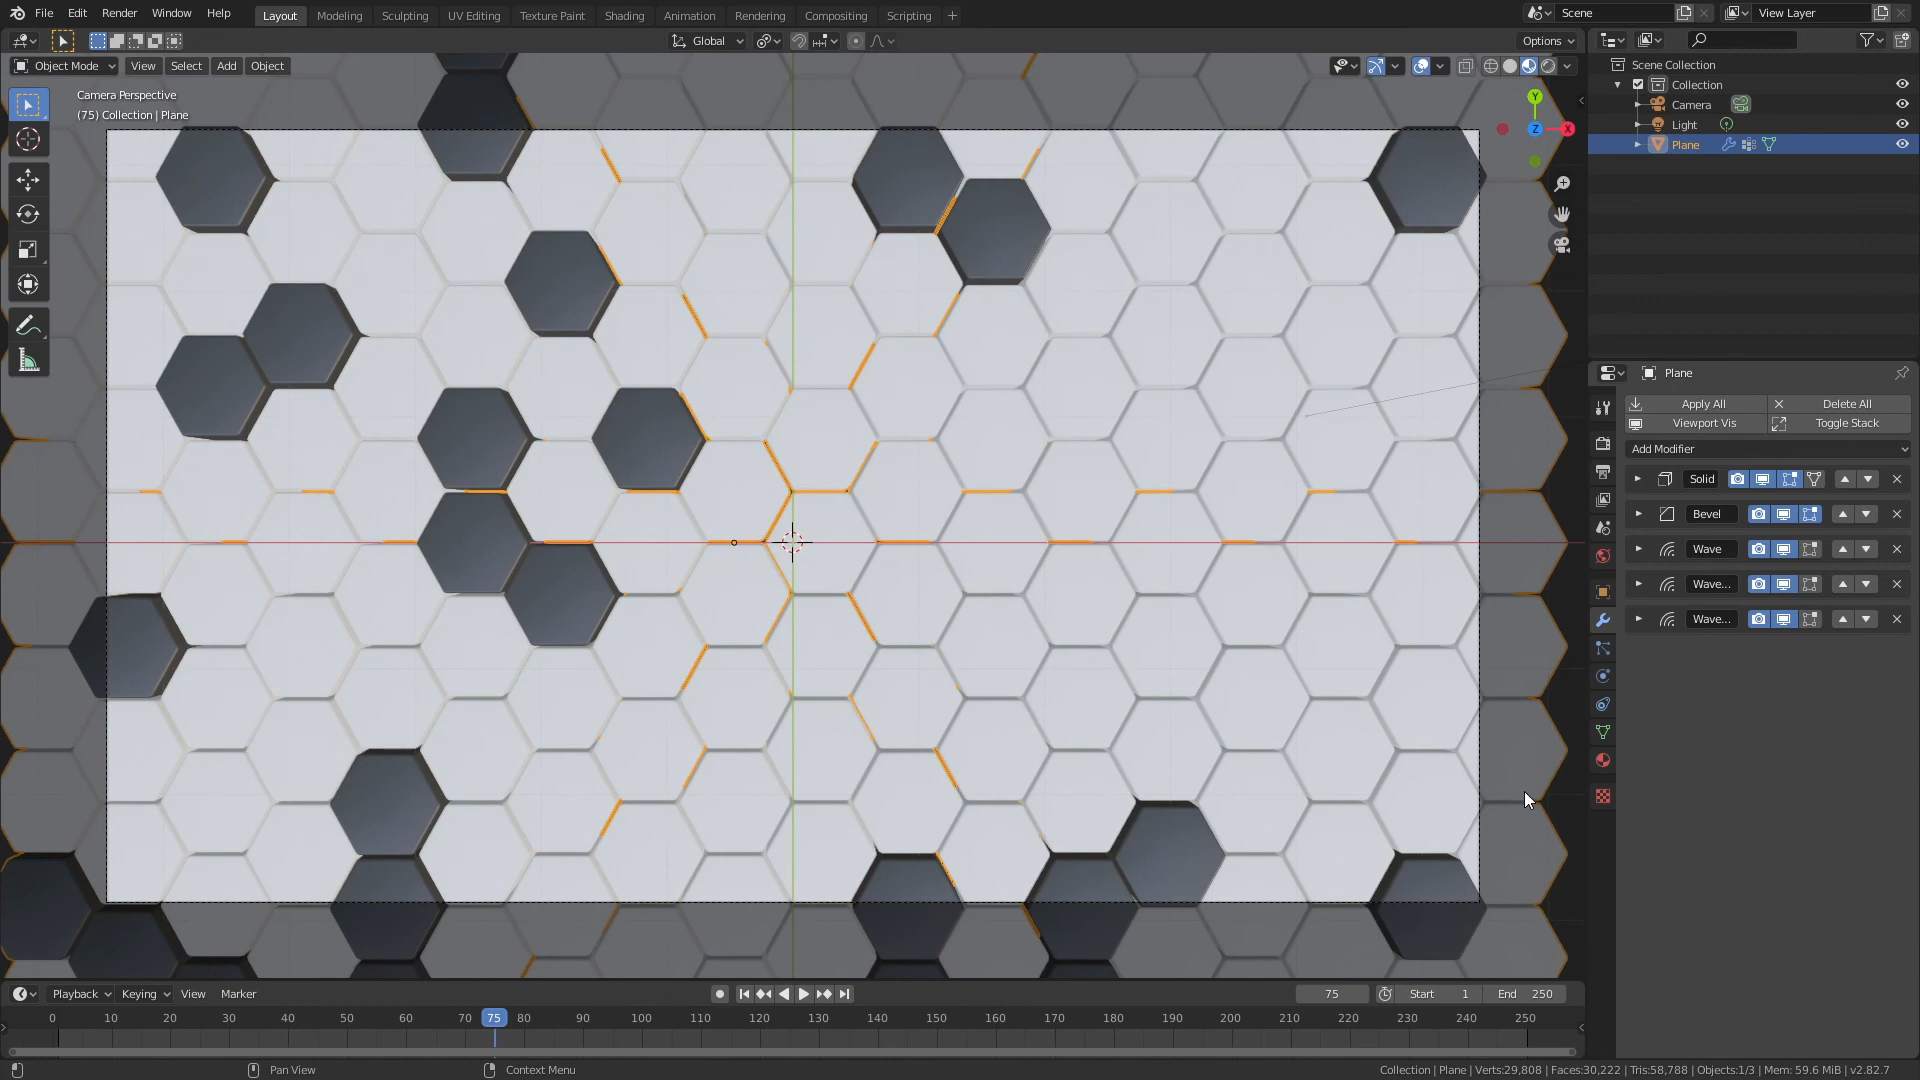 File Edit Render Window Help Layout Modeling Sculpting UV Editing Texture Paint Shading Animation Rendering Compositing Scripting + Scene View Layer
Global Options
Object Mode View Select Add Object
Camera Perspective
(75) Collection | Plane
Y
Z X
Scene Collection
Collection
Camera
Light
Plane
Plane
Apply All Delete All
Viewport Vis Toggle Stack
Add Modifier
Solid
Bevel
Wave
Wave...
Wave...
Playback Keying View Marker 75 Start 1 End 250
0 10 20 30 40 50 60 70 75 80 90 100 110 120 130 140 150 160 170 180 190 200 210 220 230 240 250
Pan View Context Menu Collection | Plane | Verts:29,808 | Faces:30,222 | Tris:58,788 | Objects:1/3 | Mem: 59.6 MiB | v2.82.7